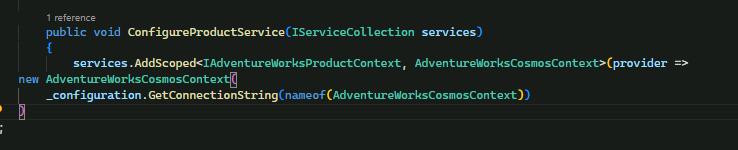 1 reference
public void ConfigureProductService(IServiceCollection services)
{
services.AddScoped<IAdventureWorksProductContext, AdventureWorksCosmosContext>(provider =>
new AdventureWorksCosmosContext(
_configuration.GetConnectionString(nameof(AdventureWorksCosmosContext))
)
;